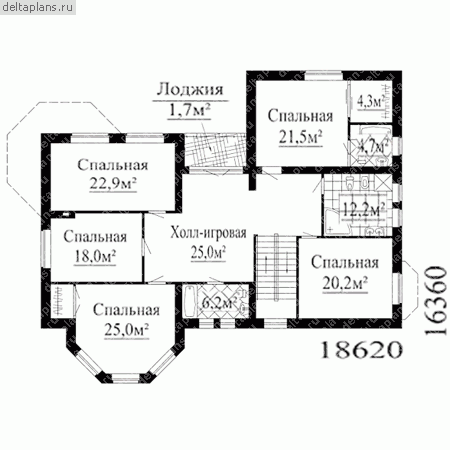 deltaplans.ru
Лоджия
1,7м²
4,3м²
Спальная
21,5м²
4,7м²
Спальная
22,9м²
12,2м²
Спальная
18,0м²
Холл-игровая
25,0м²
Спальная
20,2м²
Спальная
25,0м²
6,2м²
16360
18620